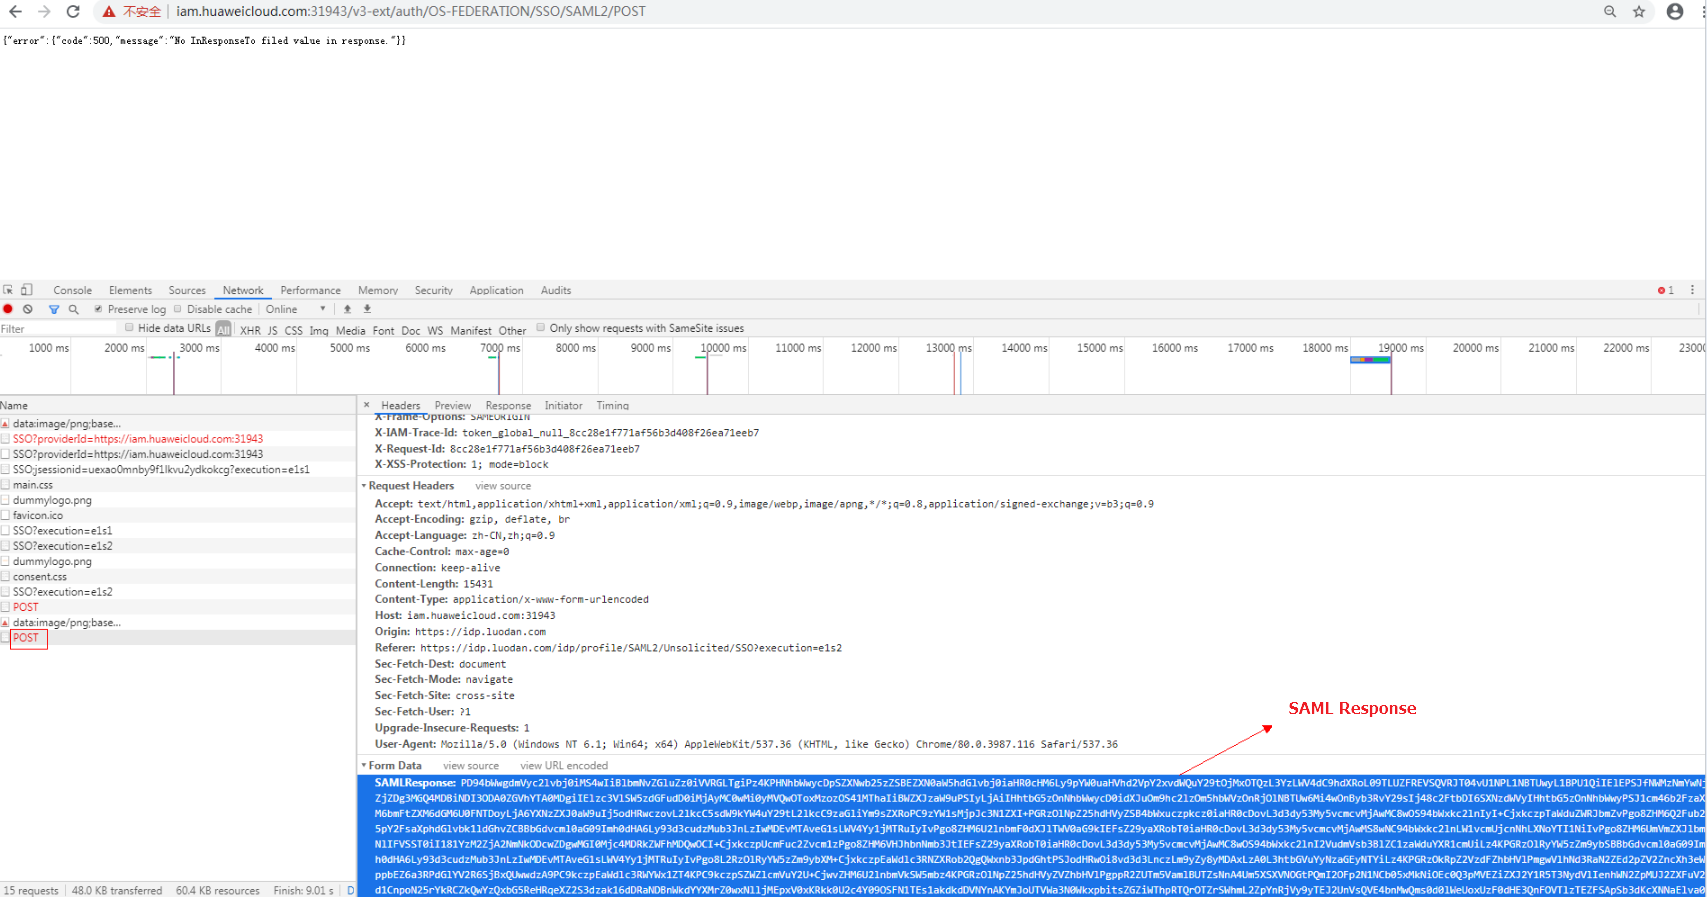 不安全 iam.huaweicloud.com:31943/v3-ext/auth/OS-FEDERATION/SSO/SAML2/POST
{"error":{"code":500,"message":"No InResponseTo filed value in response."}}
Console Elements Sources Network Performance Memory Security Application Audits 1
Preserve log Disable cache Online
Filter Hide data URLs All XHR JS CSS Img Media Font Doc WS Manifest Other Only show requests with SameSite issues
1000 ms 2000 ms 3000 ms 4000 ms 5000 ms 6000 ms 7000 ms 8000 ms 9000 ms 10000 ms 11000 ms 12000 ms 13000 ms 14000 ms 15000 ms 16000 ms 17000 ms 18000 ms 19000 ms 20000 ms 21000 ms 22000 ms 23000
Name
data:image/png;base...
SSO?providerId=https://iam.huaweicloud.com:31943
SSO?providerId=https://iam.huaweicloud.com:31943
SSO;jsessionid=uexao0mnby9f1lkvu2ydkokcg?execution=e1s1
main.css
dummylogo.png
favicon.ico
SSO?execution=e1s1
SSO?execution=e1s2
dummylogo.png
consent.css
SSO?execution=e1s2
POST
data:image/png;base...
POST
15 requests 48.0 KB transferred 60.4 KB resources Finish: 9.01 s D
× Headers Preview Response Initiator Timing
X-Frame-Options: SAMEORIGIN
X-IAM-Trace-Id: token_global_null_8cc28e1f771af56b3d408f26ea71eeb7
X-Request-Id: 8cc28e1f771af56b3d408f26ea71eeb7
X-XSS-Protection: 1; mode=block
Request Headers view source
Accept: text/html,application/xhtml+xml,application/xml;q=0.9,image/webp,image/apng,*/*;q=0.8,application/signed-exchange;v=b3;q=0.9
Accept-Encoding: gzip, deflate, br
Accept-Language: zh-CN,zh;q=0.9
Cache-Control: max-age=0
Connection: keep-alive
Content-Length: 15431
Content-Type: application/x-www-form-urlencoded
Host: iam.huaweicloud.com:31943
Origin: https://idp.luodan.com
Referer: https://idp.luodan.com/idp/profile/SAML2/Unsolicited/SSO?execution=e1s2
Sec-Fetch-Dest: document
Sec-Fetch-Mode: navigate
Sec-Fetch-Site: cross-site
Sec-Fetch-User: ?1
Upgrade-Insecure-Requests: 1
User-Agent: Mozilla/5.0 (Windows NT 6.1; Win64; x64) AppleWebKit/537.36 (KHTML, like Gecko) Chrome/80.0.3987.116 Safari/537.36
SAML Response
Form Data view source view URL encoded
SAMLResponse: